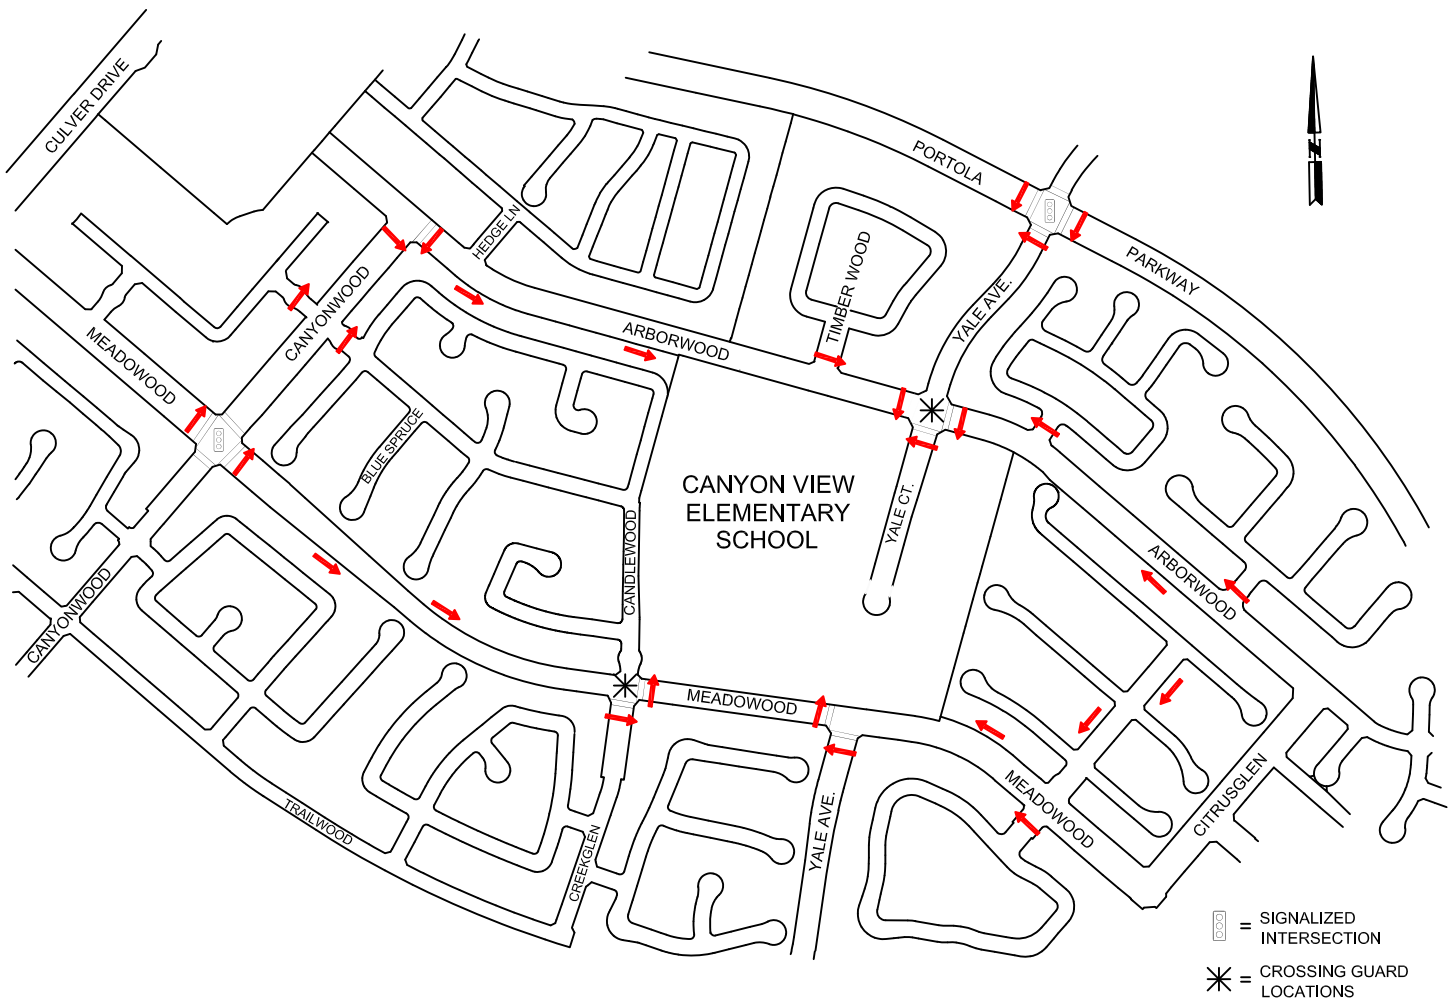 CULVER DRIVE
PORTOLA
PARKWAY
N
HEDGE LN
TIMBER WOOD
YALE AVE.
CANYONWOOD
MEADOWOOD
ARBORWOOD
BLUE SPRUCE
CANYON VIEW
ELEMENTARY
SCHOOL
YALE CT.
CANDLEWOOD
ARBORWOOD
CANYONWOOD
MEADOWOOD
MEADOWOOD
CITRUSGLEN
TRAILWOOD
YALE AVE.
CREEKGLEN
= SIGNALIZED
INTERSECTION
= CROSSING GUARD
LOCATIONS